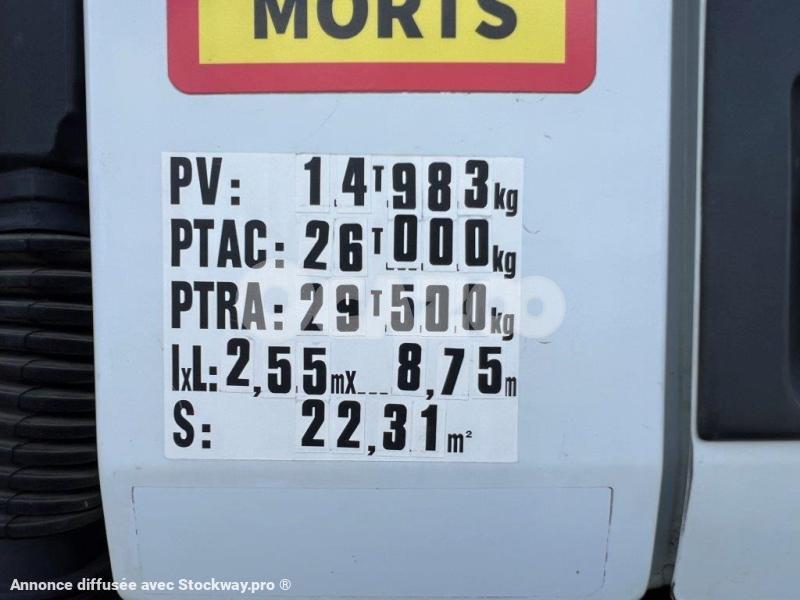 MORTS
PV: 14T983kg
PTAC: 26T000kg
PTRA: 29T500kg
lxL: 2,55mx 8,75m
S: 22,31m²
Annonce diffusée avec Stockway.pro ®